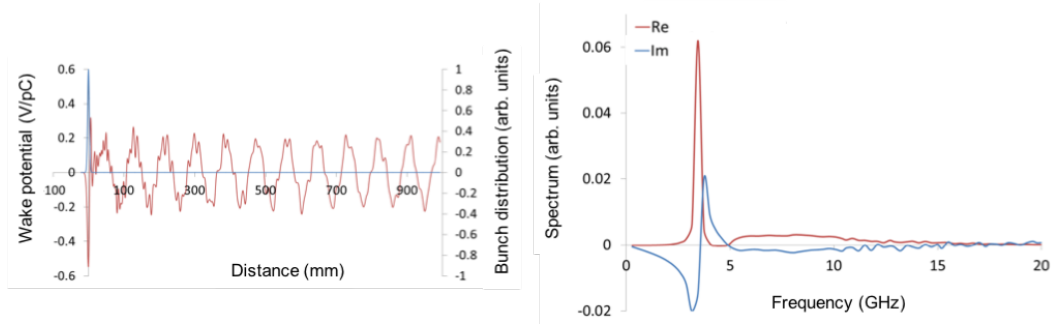 Wake potential (V/pC)
0.6
0.4
0.2
0
-0.2
-0.4
-0.6
100 100 300 500 700 900
Distance (mm)
1
0.8
0.6
0.4
0.2
0
-0.2
-0.4
-0.6
-0.8
-1
Bunch distribution (arb. units)
Re
Im
Spectrum (arb. units)
0.06
0.04
0.02
0
-0.02
0 5 10 15 20
Frequency (GHz)